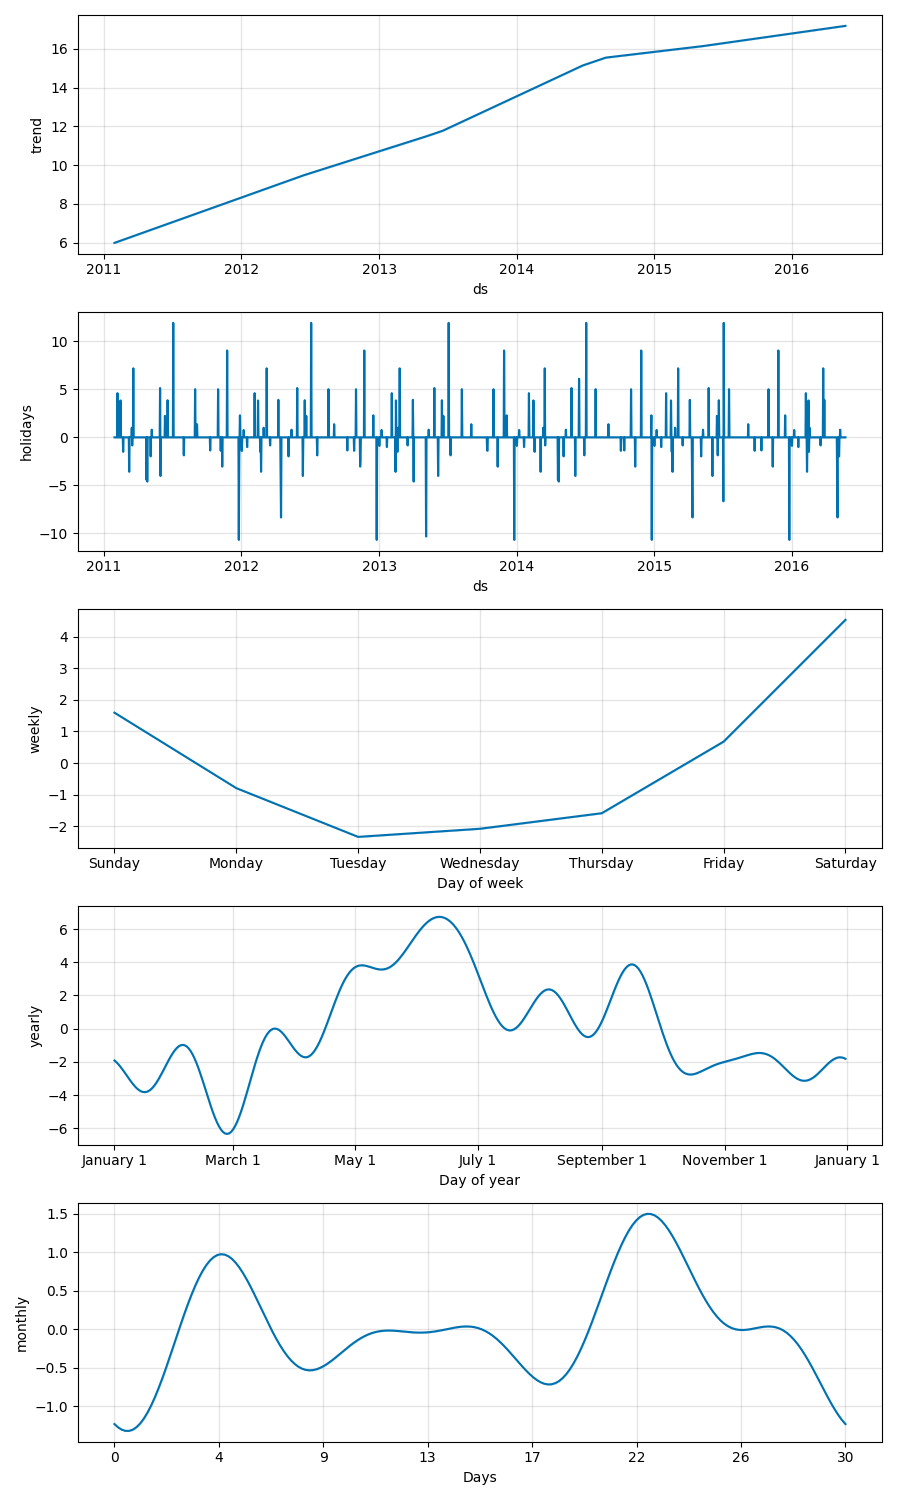 16
14
12
10
8
6
trend
2011 2012 2013 2014 2015 2016
ds
10
5
0
−5
−10
holidays
2011 2012 2013 2014 2015 2016
ds
4
3
2
1
0
−1
−2
weekly
Sunday Monday Tuesday Wednesday Thursday Friday Saturday
Day of week
6
4
2
0
−2
−4
−6
yearly
January 1 March 1 May 1 July 1 September 1 November 1 January 1
Day of year
1.5
1.0
0.5
0.0
−0.5
−1.0
monthly
0 4 9 13 17 22 26 30
Days